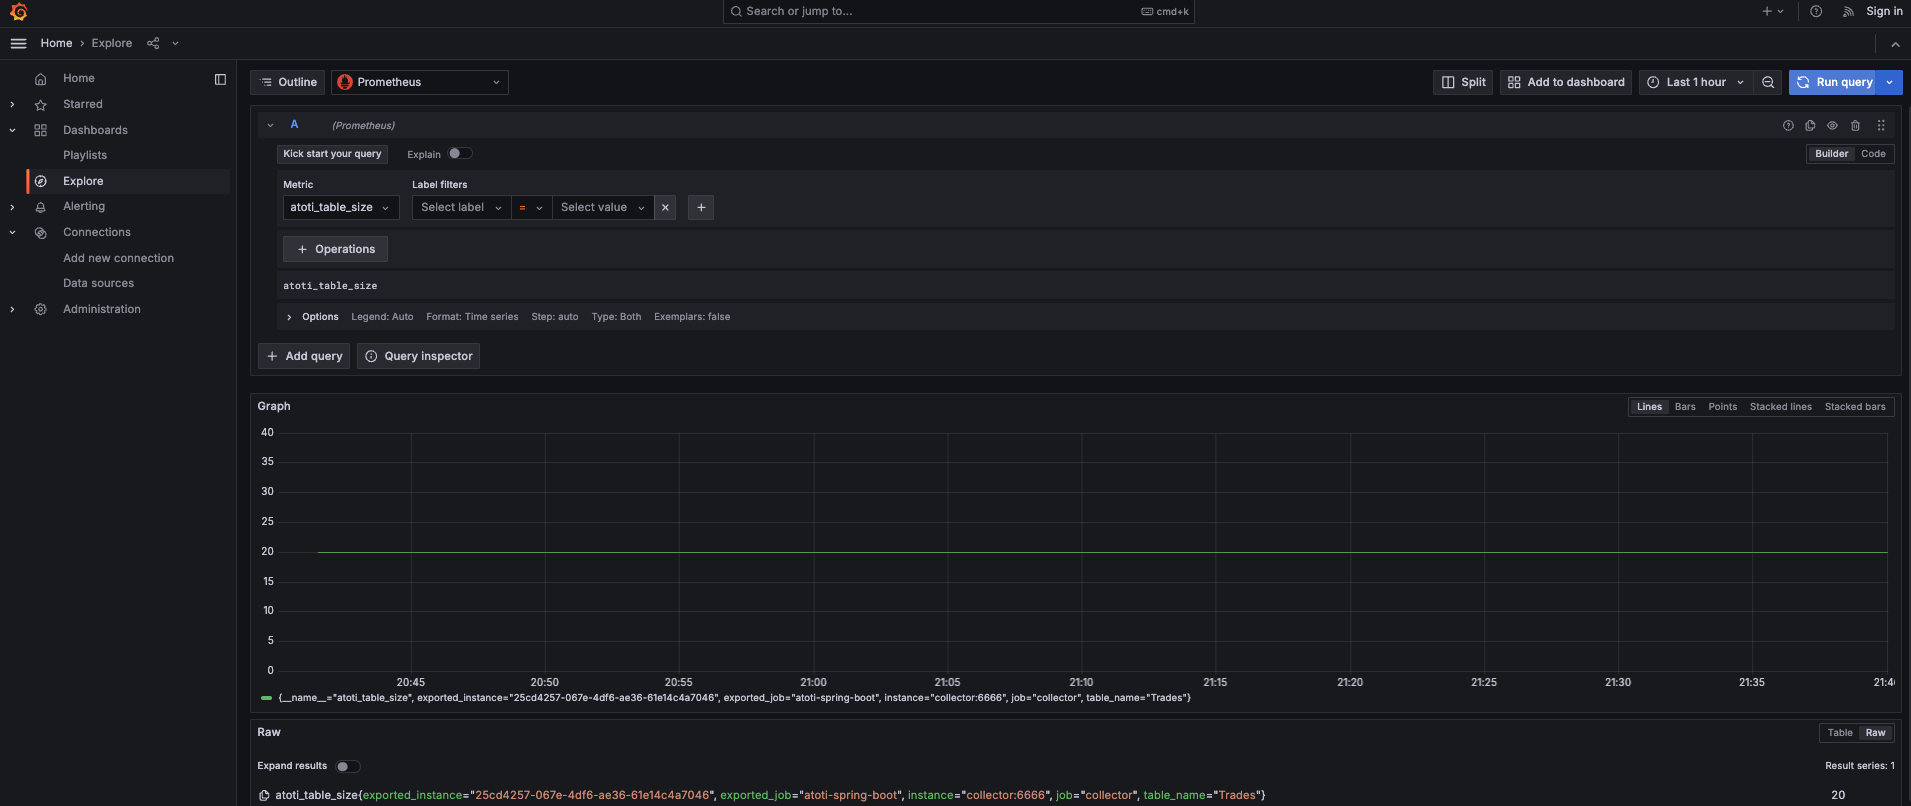 Search or jump to...
cmd+k
Sign in
Home › Explore
Home
Starred
Dashboards
Playlists
Explore
Alerting
Connections
Add new connection
Data sources
Administration
Outline
Prometheus
Split
Add to dashboard
Last 1 hour
Run query
A (Prometheus)
Kick start your query
Explain
Builder
Code
Metric
Label filters
atoti_table_size
Select label
=
Select value
+ Operations
atoti_table_size
Options Legend: Auto Format: Time series Step: auto Type: Both Exemplars: false
+ Add query
Query inspector
Graph
Lines Bars Points Stacked lines Stacked bars
40
35
30
25
20
15
10
5
0
20:45 20:50 20:55 21:00 21:05 21:10 21:15 21:20 21:25 21:30 21:35
{__name__="atoti_table_size", exported_instance="25cd4257-067e-4df6-ae36-61e14c4a7046", exported_job="atoti-spring-boot", instance="collector:6666", job="collector", table_name="Trades"}
Raw
Table Raw
Expand results
Result series: 1
atoti_table_size{exported_instance="25cd4257-067e-4df6-ae36-61e14c4a7046", exported_job="atoti-spring-boot", instance="collector:6666", job="collector", table_name="Trades"} 20